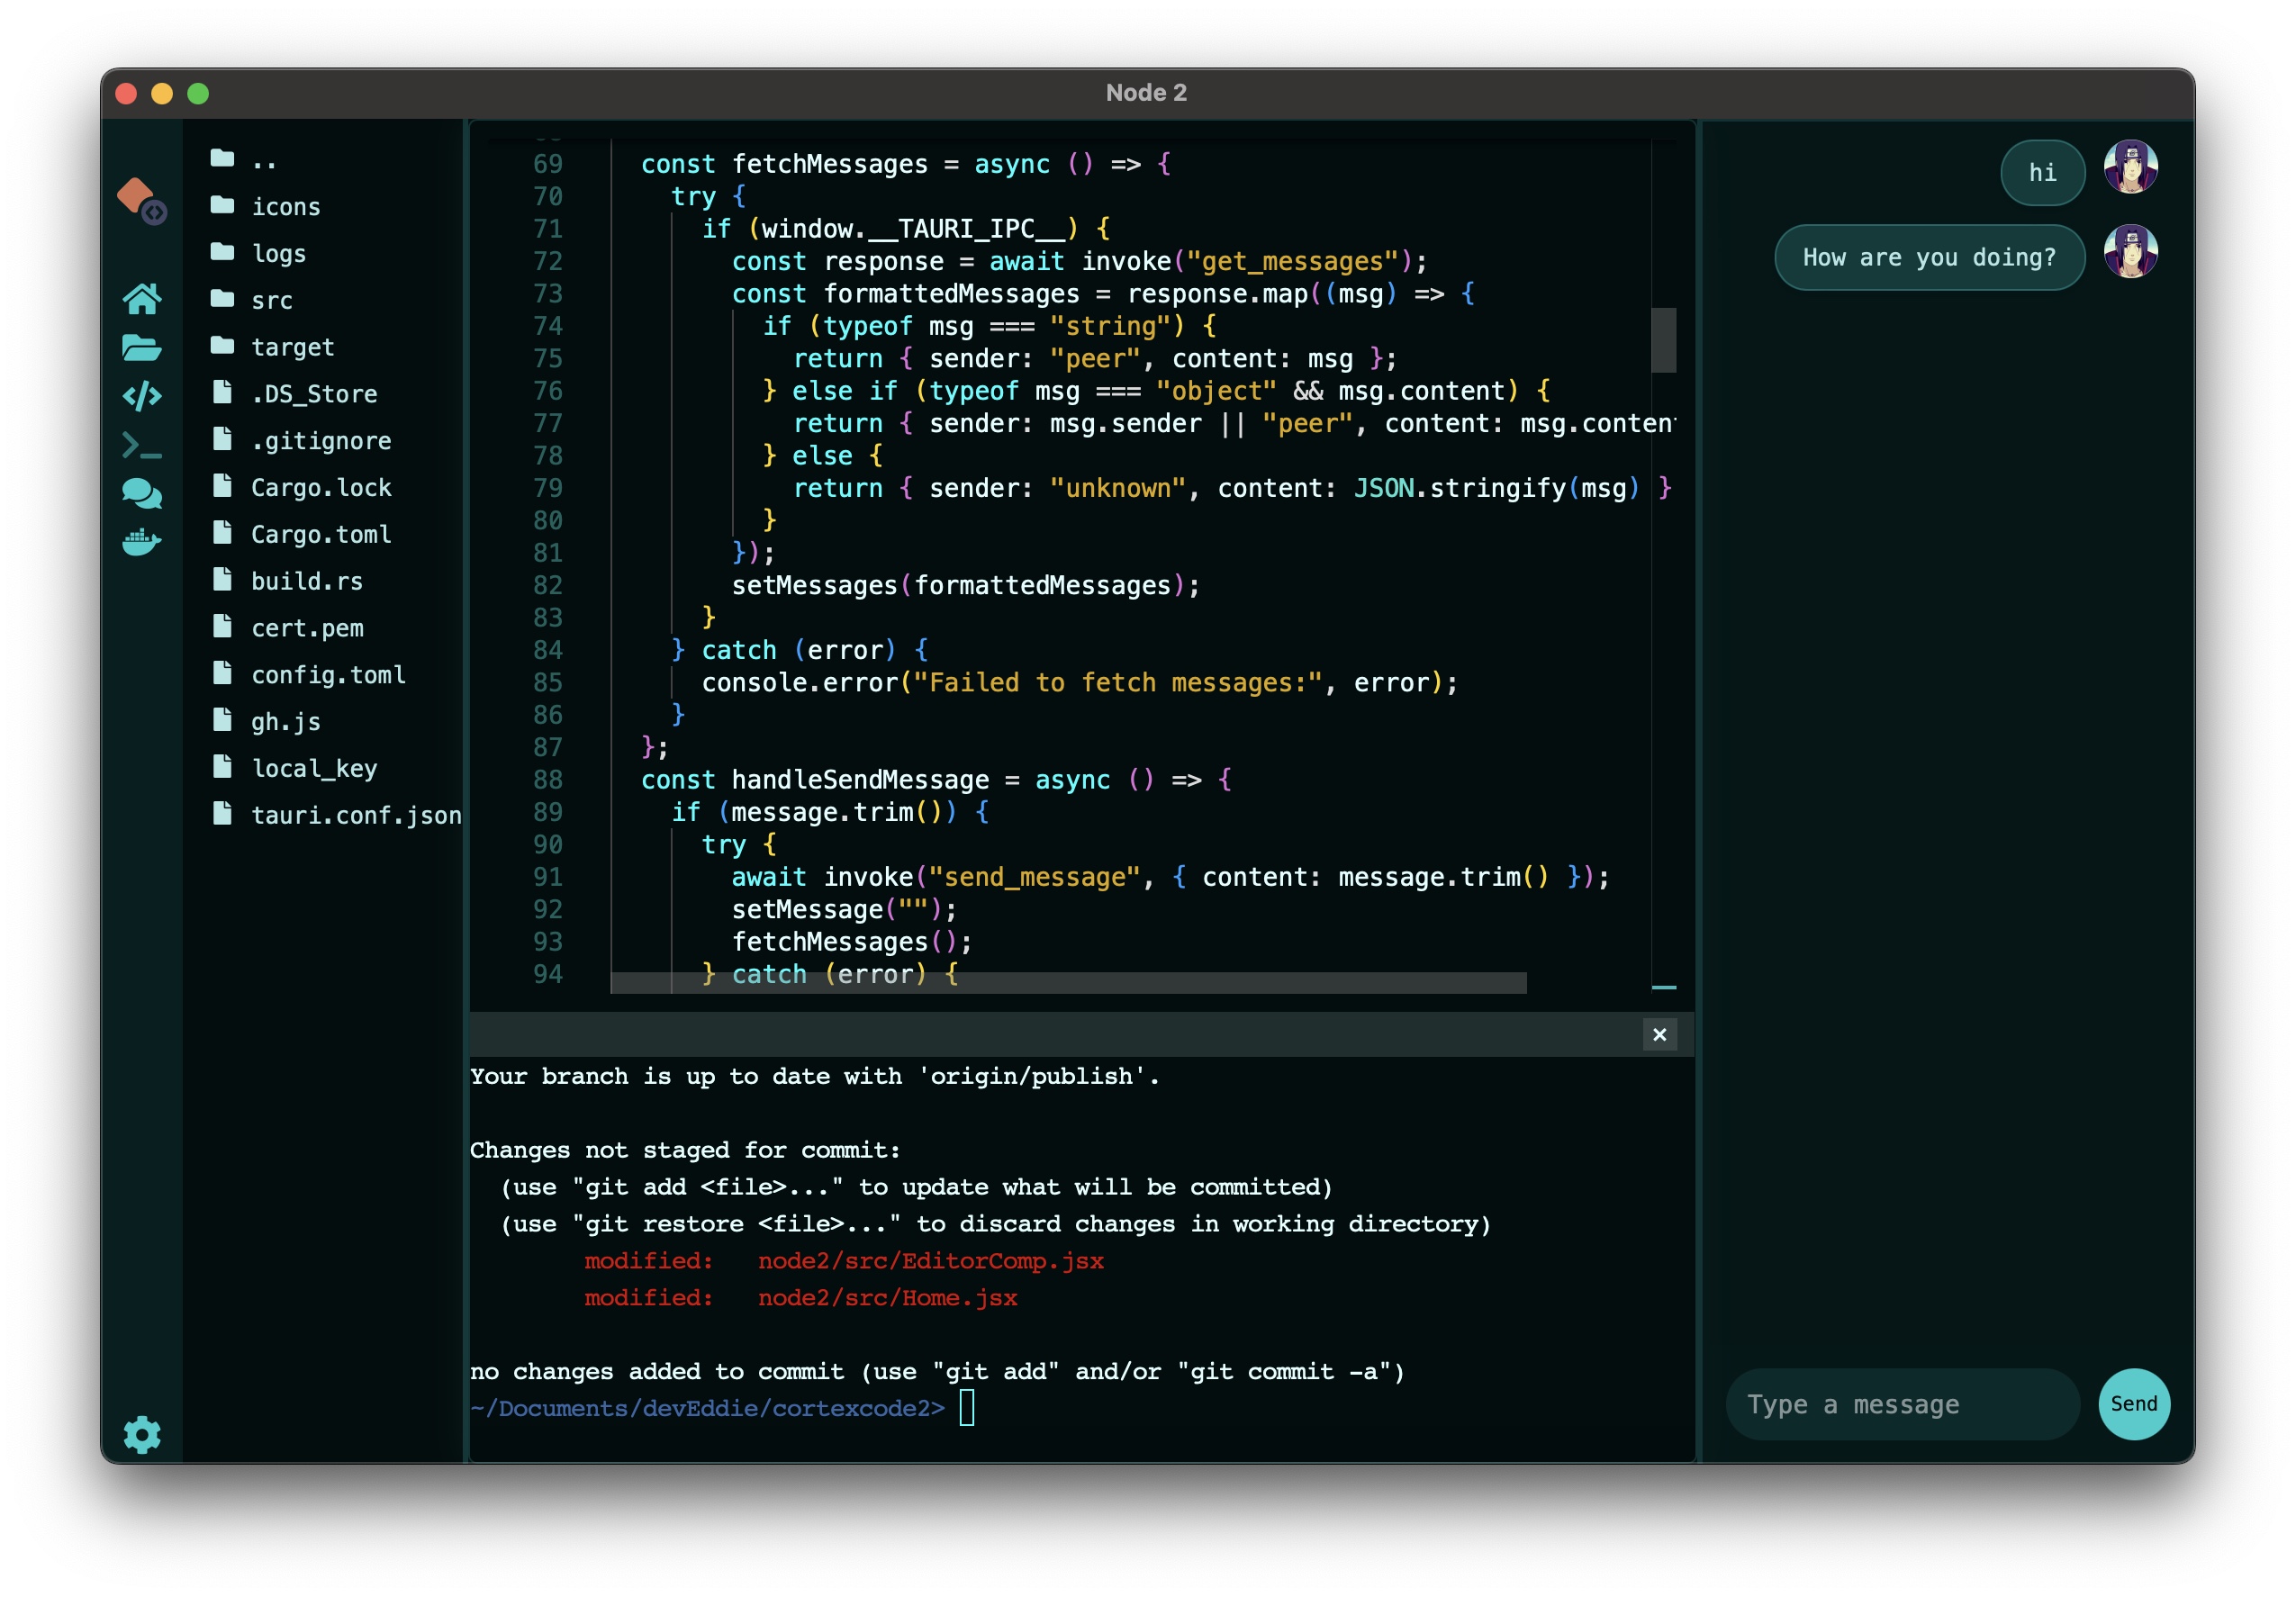 Node 2
..
icons
logs
src
target
.DS_Store
.gitignore
Cargo.lock
Cargo.toml
build.rs
cert.pem
config.toml
gh.js
local_key
tauri.conf.json
69 const fetchMessages = async () => {
70 try {
71 if (window.__TAURI_IPC__) {
72 const response = await invoke("get_messages");
73 const formattedMessages = response.map((msg) => {
74 if (typeof msg === "string") {
75 return { sender: "peer", content: msg };
76 } else if (typeof msg === "object" && msg.content) {
77 return { sender: msg.sender || "peer", content: msg.conten
78 } else {
79 return { sender: "unknown", content: JSON.stringify(msg) }
80 }
81 });
82 setMessages(formattedMessages);
83 }
84 } catch (error) {
85 console.error("Failed to fetch messages:", error);
86 }
87 };
88 const handleSendMessage = async () => {
89 if (message.trim()) {
90 try {
91 await invoke("send_message", { content: message.trim() });
92 setMessage("");
93 fetchMessages();
94 } catch (error) {
Your branch is up to date with 'origin/publish'.
Changes not staged for commit:
(use "git add <file>..." to update what will be committed)
(use "git restore <file>..." to discard changes in working directory)
modified: node2/src/EditorComp.jsx
modified: node2/src/Home.jsx
no changes added to commit (use "git add" and/or "git commit -a")
~/Documents/devEddie/cortexcode2>
hi
How are you doing?
Type a message
Send